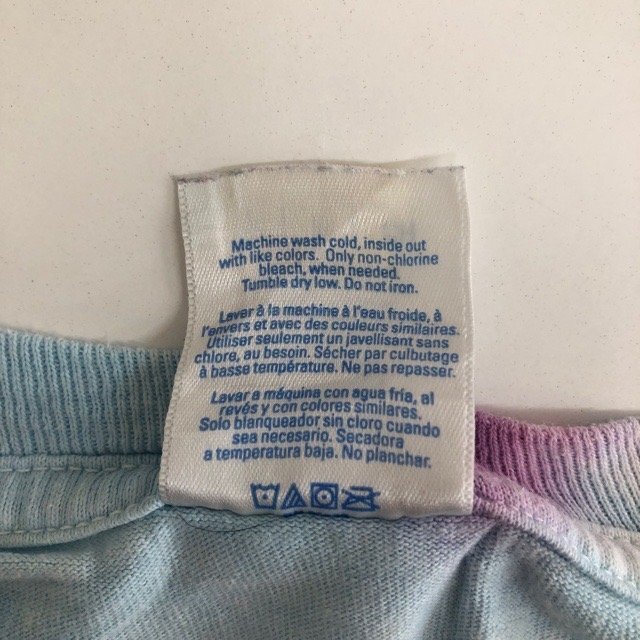 Machine wash cold, inside out
with like colors. Only non-chlorine
bleach, when needed.
Tumble dry low. Do not iron.
Laver à la machine à l'eau froide, à
l'envers et avec des couleurs similaires.
Utiliser seulement un javellisant sans
chlore, au besoin. Sécher par culbutage
à basse température. Ne pas repasser.
Lavar a máquina con agua fría, al
revés y con colores similares.
Solo blanqueador sin cloro cuando
sea necesario. Secadora
a temperatura baja. No planchar.